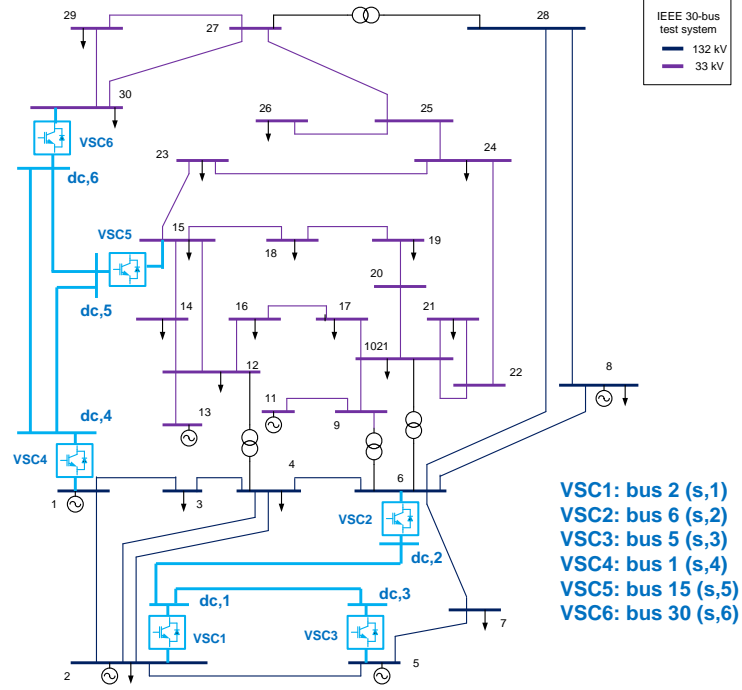 29
27
28
IEEE 30-bus
test system
132 kV
33 kV
30
26
25
VSC6
23
24
dc,6
15
VSC5
18
19
20
dc,5
14
16
17
21
1021
12
22
8
13
11
9
dc,4
VSC4
4
6
1
3
VSC2
dc,2
VSC1: bus 2 (s,1)
VSC2: bus 6 (s,2)
VSC3: bus 5 (s,3)
VSC4: bus 1 (s,4)
VSC5: bus 15 (s,5)
VSC6: bus 30 (s,6)
dc,1
dc,3
7
VSC1
VSC3
2
5